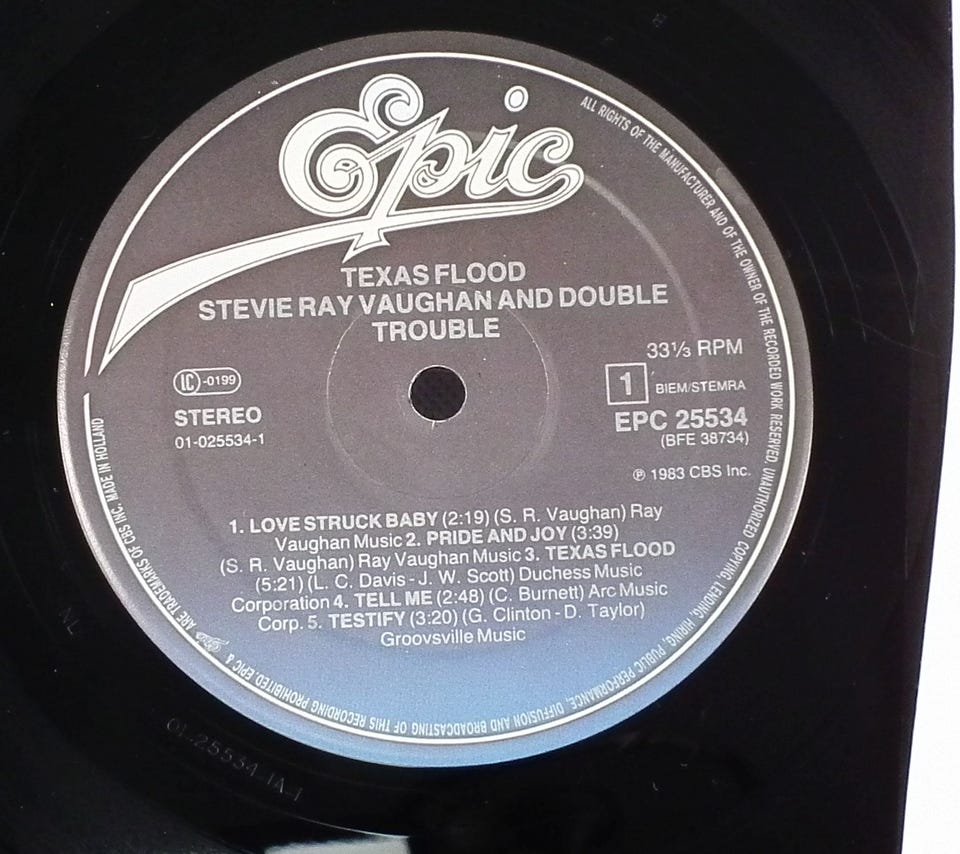 Epic
TEXAS FLOOD
STEVIE RAY VAUGHAN AND DOUBLE
TROUBLE
33⅓ RPM
LC-0199
1 BIEM/STEMRA
STEREO
EPC 25534
01-025534-1
(BFE 38734)
℗ 1983 CBS Inc.
1. LOVE STRUCK BABY (2:19) (S. R. Vaughan) Ray
Vaughan Music 2. PRIDE AND JOY (3:39)
(S. R. Vaughan) Ray Vaughan Music 3. TEXAS FLOOD
(5:21) (L. C. Davis - J. W. Scott) Duchess Music
Corporation 4. TELL ME (2:48) (C. Burnett) Arc Music
Corp. 5. TESTIFY (3:20) (G. Clinton - D. Taylor)
Groovsville Music
ALL RIGHTS OF THE MANUFACTURER AND OF THE OWNER OF THE RECORDED WORK RESERVED. UNAUTHORIZED COPYING, LENDING, HIRING, PUBLIC PERFORMANCE, DIFFUSION AND BROADCASTING OF THIS RECORDING PROHIBITED. EPIC & ARE TRADEMARKS OF CBS INC. MADE IN HOLLAND
NL
01-25534-1A-1